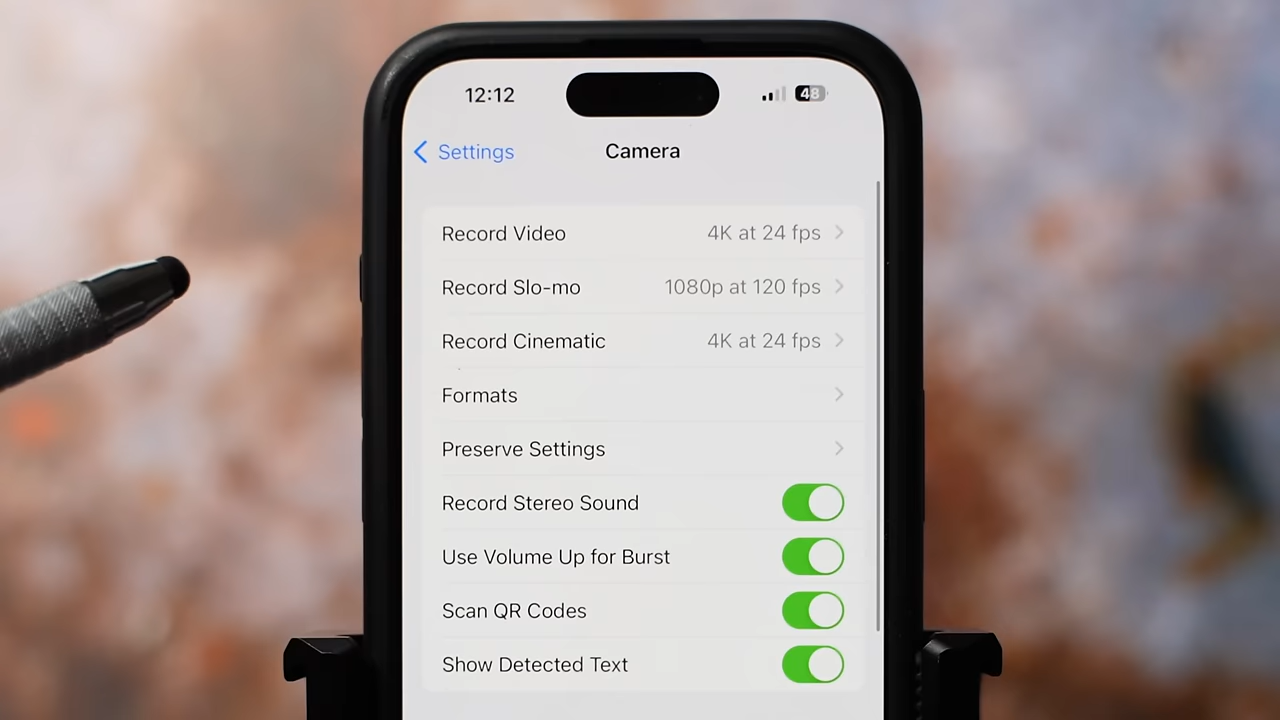 12:12 48
Settings Camera
Record Video 4K at 24 fps
Record Slo-mo 1080p at 120 fps
Record Cinematic 4K at 24 fps
Formats
Preserve Settings
Record Stereo Sound
Use Volume Up for Burst
Scan QR Codes
Show Detected Text